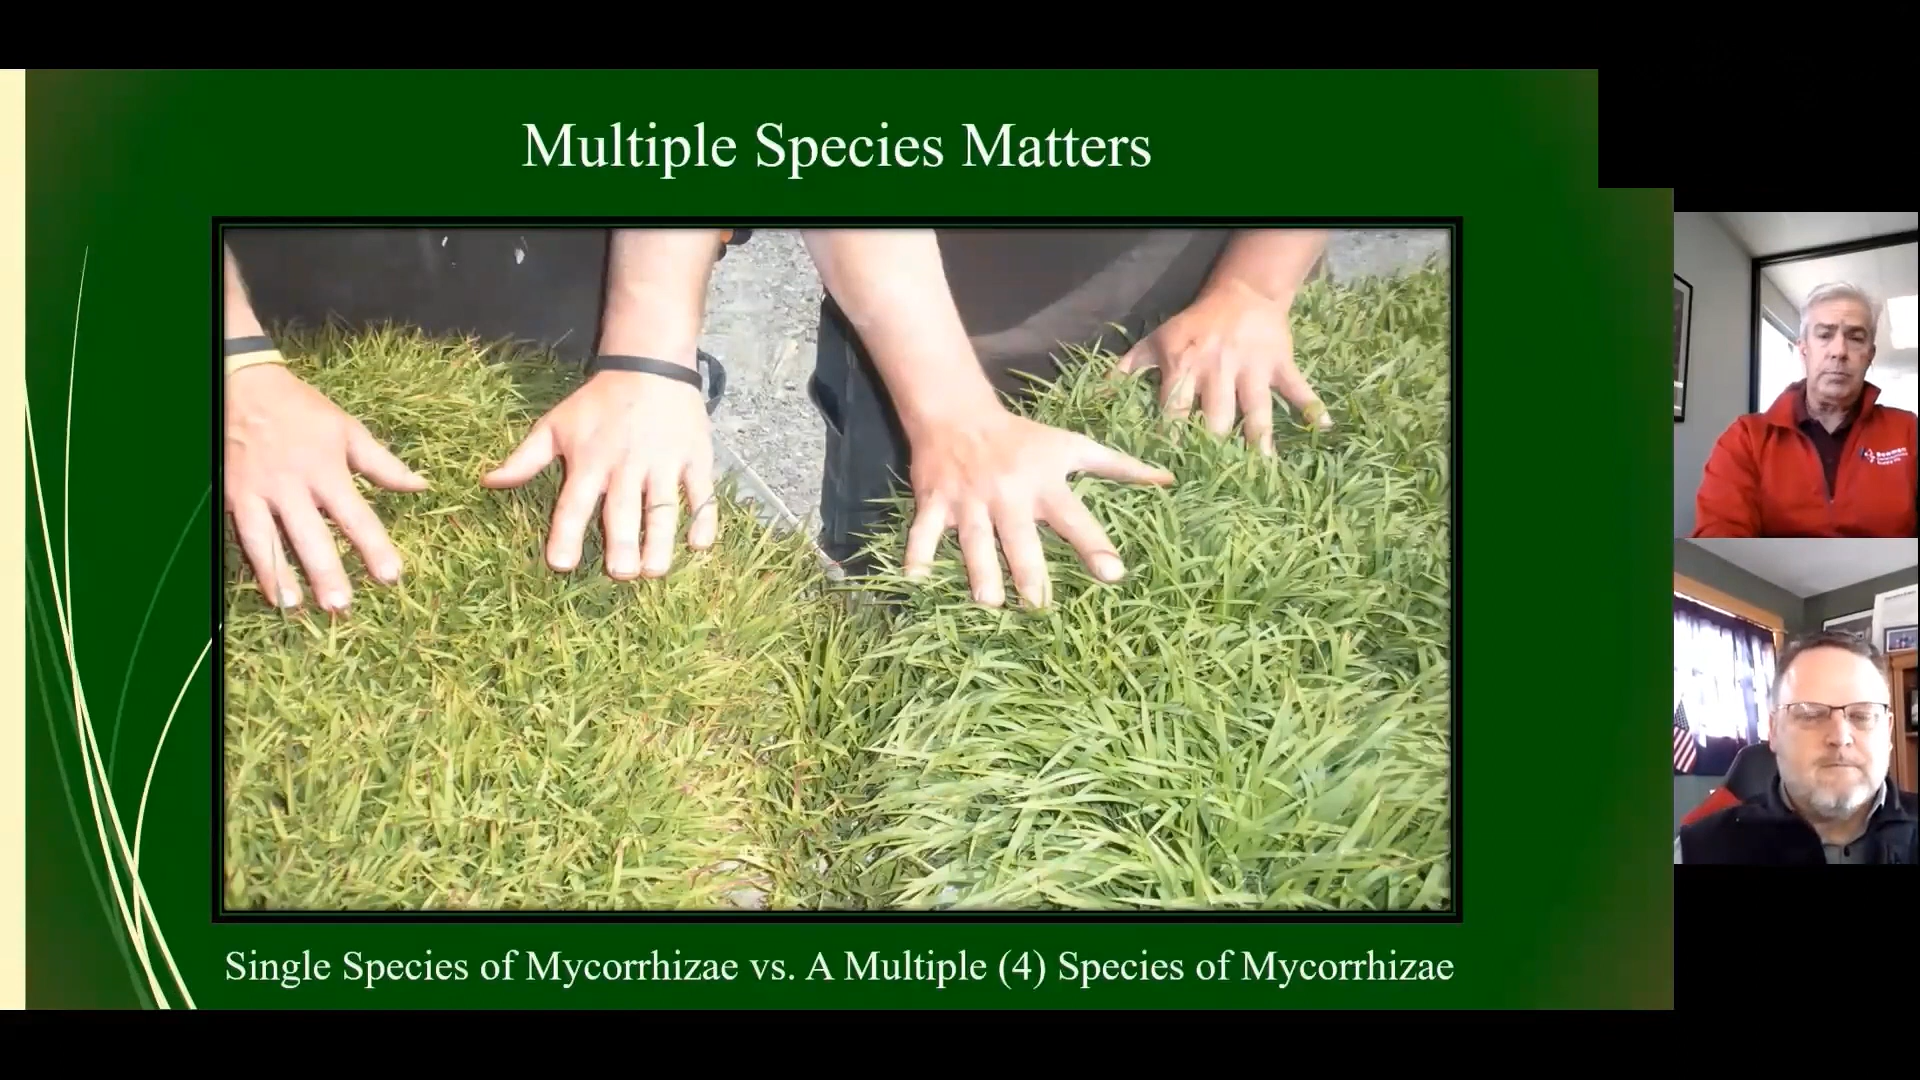 Multiple Species Matters
Single Species of Mycorrhizae vs. A Multiple (4) Species of Mycorrhizae